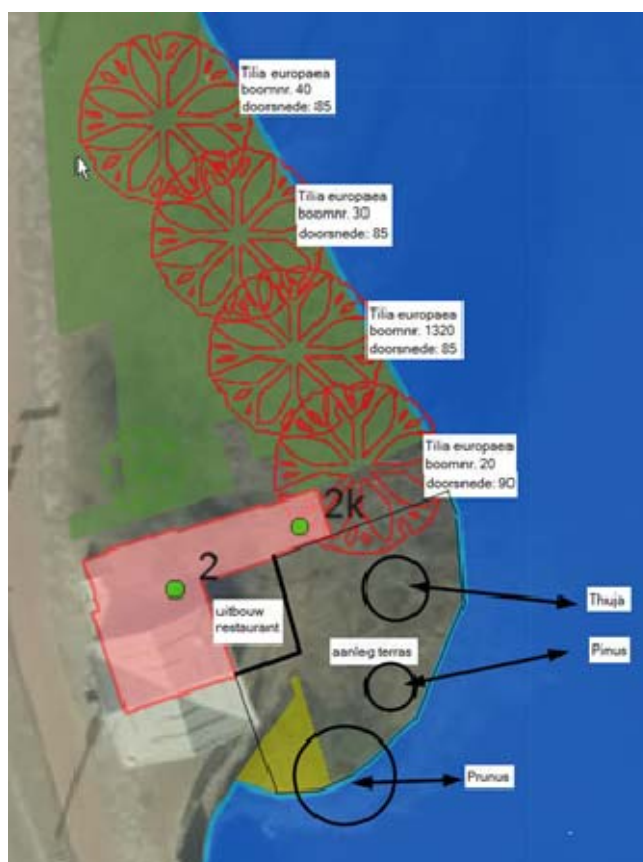 Tilia europaea
boomnr. 40
doorsnede: 85
Tilia europaea
boomnr. 30
doorsnede: 85
Tilia europaea
boomnr. 1320
doorsnede: 85
Tilia europaea
boomnr. 20
doorsnede: 90
2k
2
uitbouw
restauraint
Thuja
aanleg terras
Pinus
Prunus